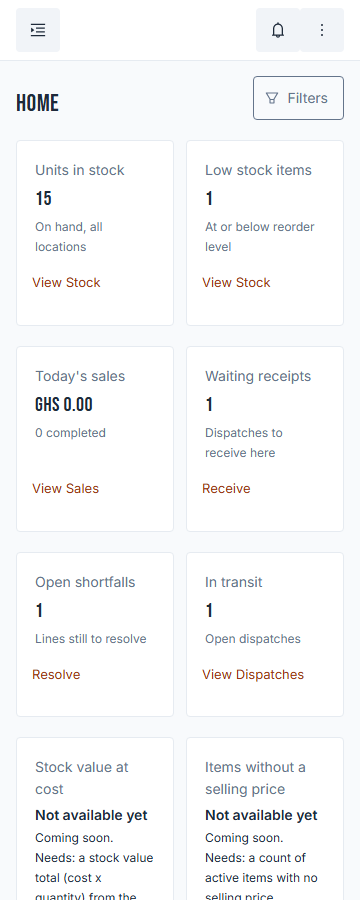 HOME
Filters
Units in stock
15
On hand, all
locations
View Stock
Low stock items
1
At or below reorder
level
View Stock
Today's sales
GHS 0.00
0 completed
View Sales
Waiting receipts
1
Dispatches to
receive here
Receive
Open shortfalls
1
Lines still to resolve
Resolve
In transit
1
Open dispatches
View Dispatches
Stock value at
cost
Not available yet
Coming soon.
Needs: a stock value
total (cost x
quantity) from the
Items without a
selling price
Not available yet
Coming soon.
Needs: a count of
active items with no
selling price